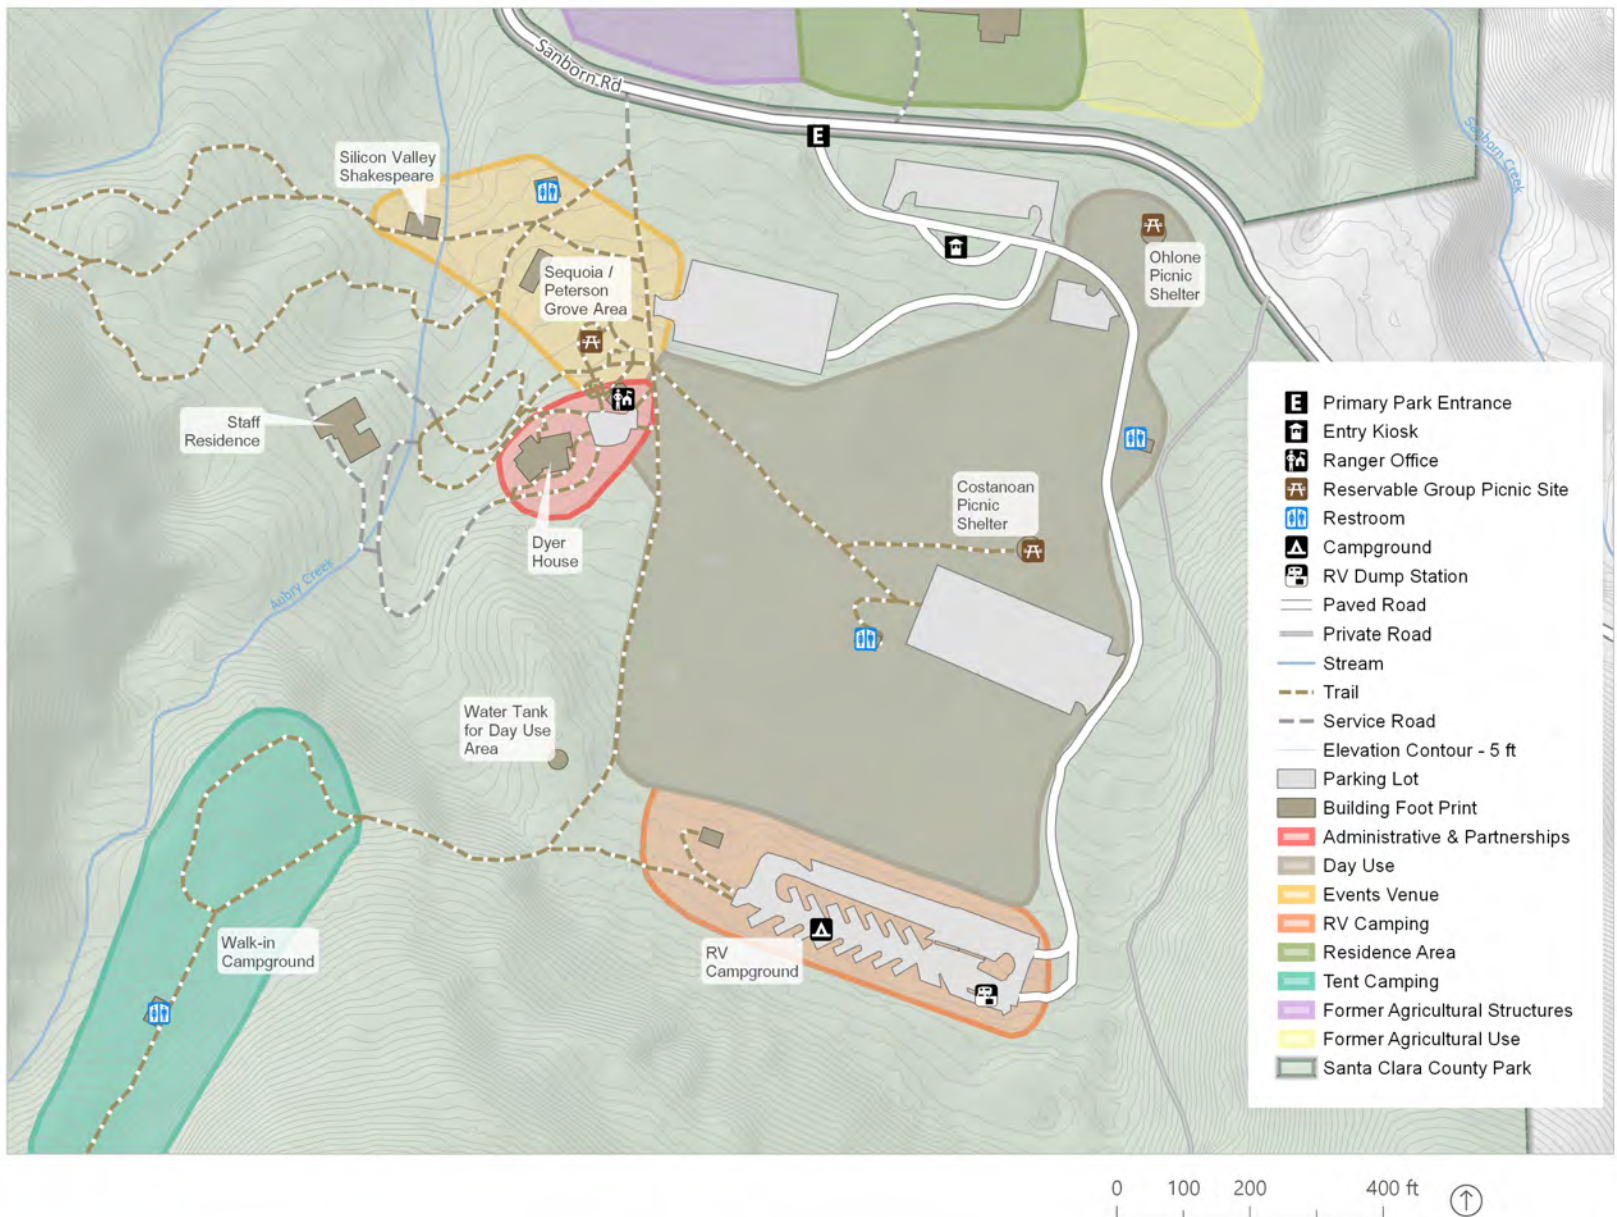 Sanborn Rd
E
Silicon Valley
Shakespeare
Sanborn Creek
Sequoia /
Peterson
Grove Area
Ohlone
Picnic
Shelter
Staff
Residence
Dyer
House
Costanoan
Picnic
Shelter
Aubry Creek
Water Tank
for Day Use
Area
Walk-in
Campground
RV
Campground
E Primary Park Entrance
Entry Kiosk
Ranger Office
Reservable Group Picnic Site
Restroom
Campground
RV Dump Station
Paved Road
Private Road
Stream
Trail
Service Road
Elevation Contour - 5 ft
Parking Lot
Building Foot Print
Administrative & Partnerships
Day Use
Events Venue
RV Camping
Residence Area
Tent Camping
Former Agricultural Structures
Former Agricultural Use
Santa Clara County Park
0 100 200 400 ft